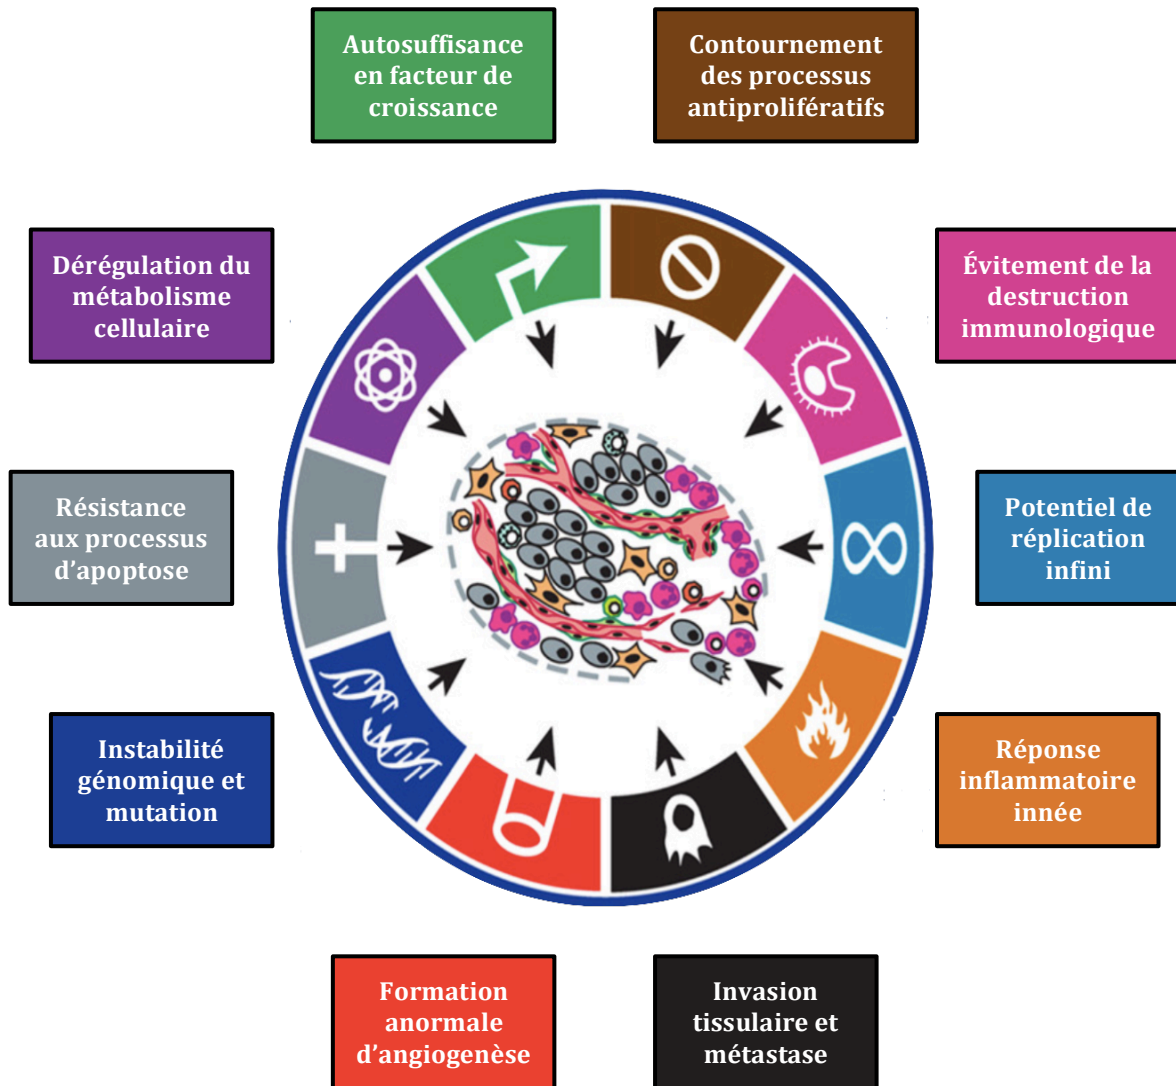 Autosuffisance
en facteur de
croissance
Contournement
des processus
antiprolifératifs
Dérégulation du
métabolisme
cellulaire
Évitement de la
destruction
immunologique
Résistance
aux processus
d’apoptose
Potentiel de
réplication
infini
Instabilité
génomique et
mutation
Réponse
inflammatoire
innée
Formation
anormale
d’angiogenèse
Invasion
tissulaire et
métastase